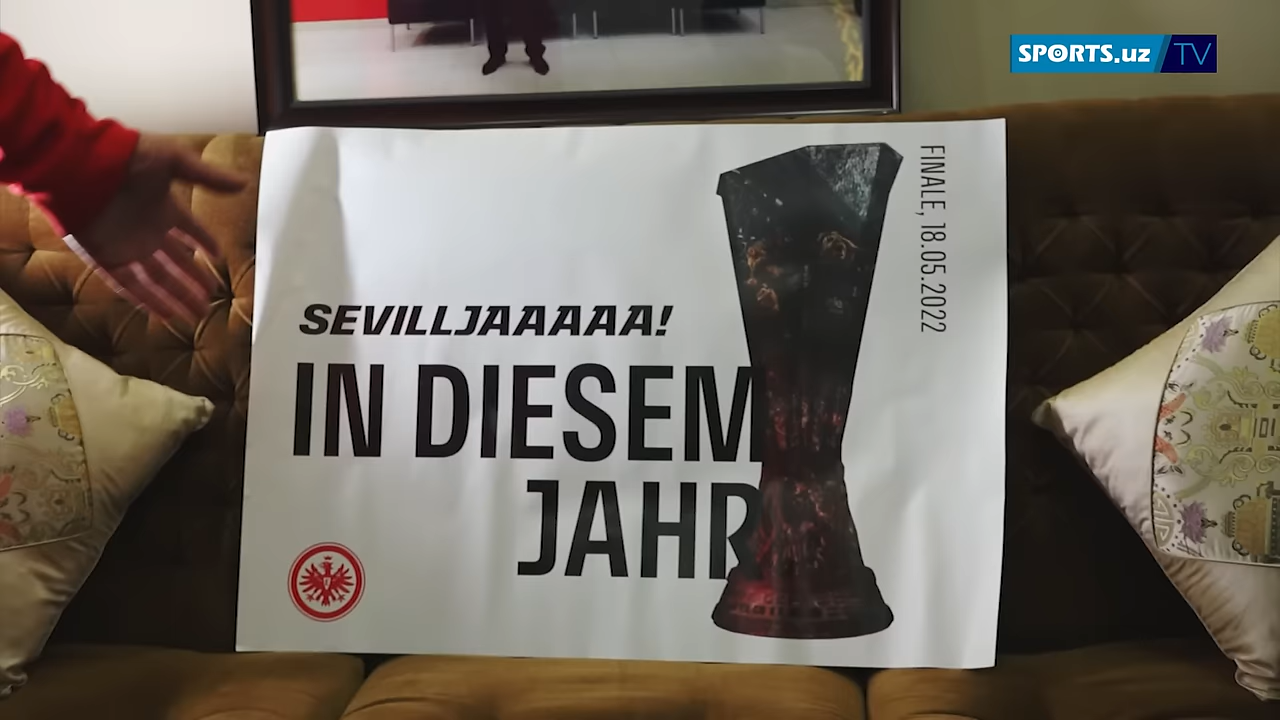 SPORTS.uz TV
FINALE, 18.05.2022
SEVILLJAAAAA!
IN DIESEM
JAHR